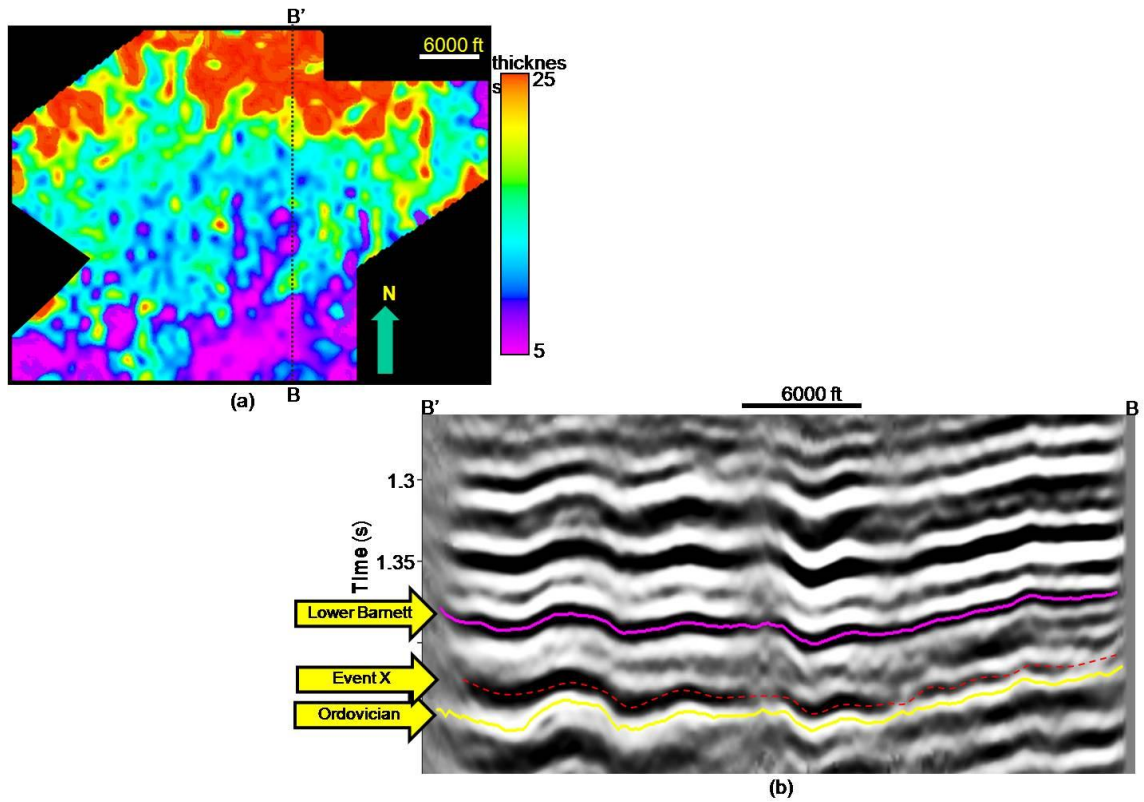 B'
6000 ft
thicknes
s
25
N
5
(a)
B
6000 ft
B'
B
1.3
Time (s)
1.35
Lower Barnett
Event X
Ordovician
(b)